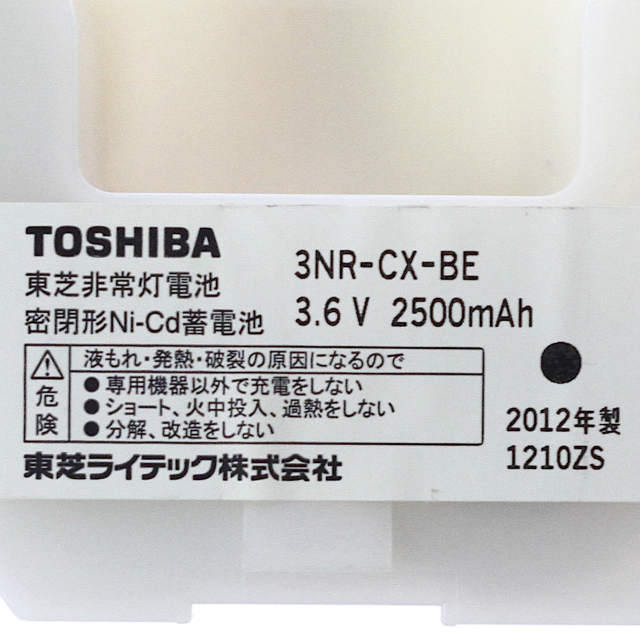 TOSHIBA
東芝非常灯電池
密閉形Ni-Cd蓄電池
3NR-CX-BE
3.6 V 2500mAh
危険
液もれ・発熱・破裂の原因になるので
●専用機器以外で充電をしない
●ショート、火中投入、過熱をしない
●分解、改造をしない
2012年製
1210ZS
東芝ライテック株式会社